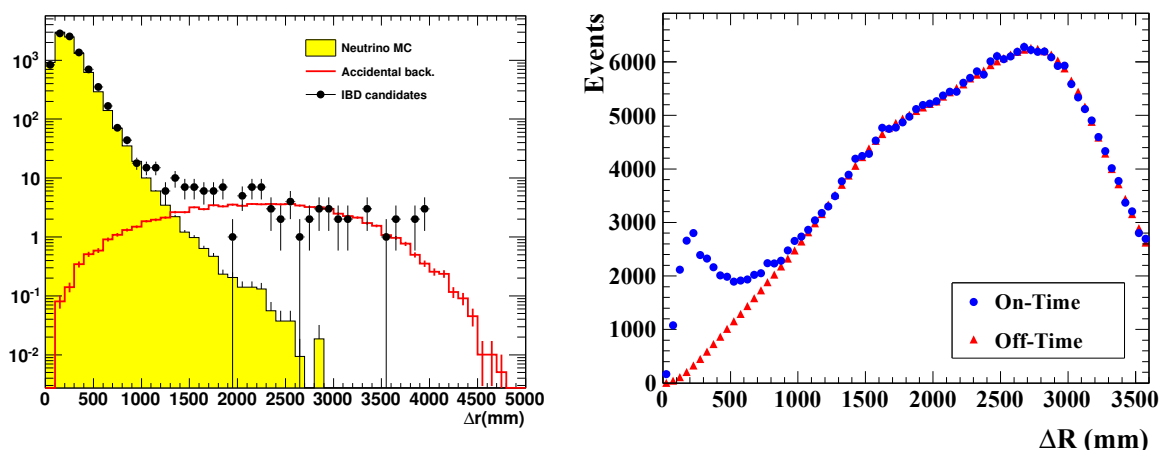 10³
10²
10
1
10⁻¹
10⁻²
Neutrino MC
Accidental back.
IBD candidates
0 500 1000 1500 2000 2500 3000 3500 4000 4500 5000
Δr(mm)
Events
6000
5000
4000
3000
2000
1000
0
On-Time
Off-Time
0 500 1000 1500 2000 2500 3000 3500
ΔR (mm)